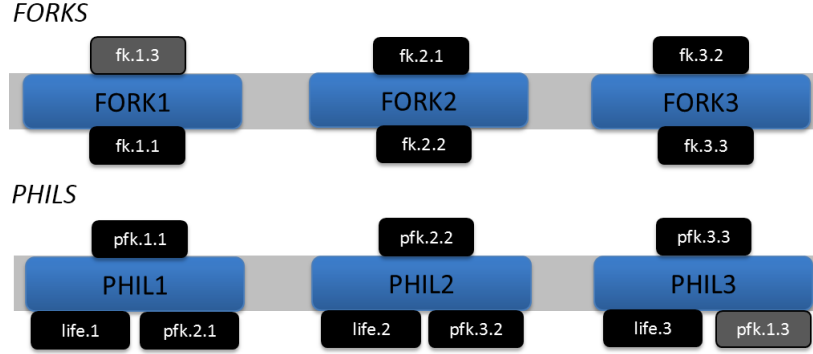 FORKS
fk.1.3 fk.2.1 fk.3.2
FORK1 FORK2 FORK3
fk.1.1 fk.2.2 fk.3.3
PHILS
pfk.1.1 pfk.2.2 pfk.3.3
PHIL1 PHIL2 PHIL3
life.1 pfk.2.1 life.2 pfk.3.2 life.3 pfk.1.3